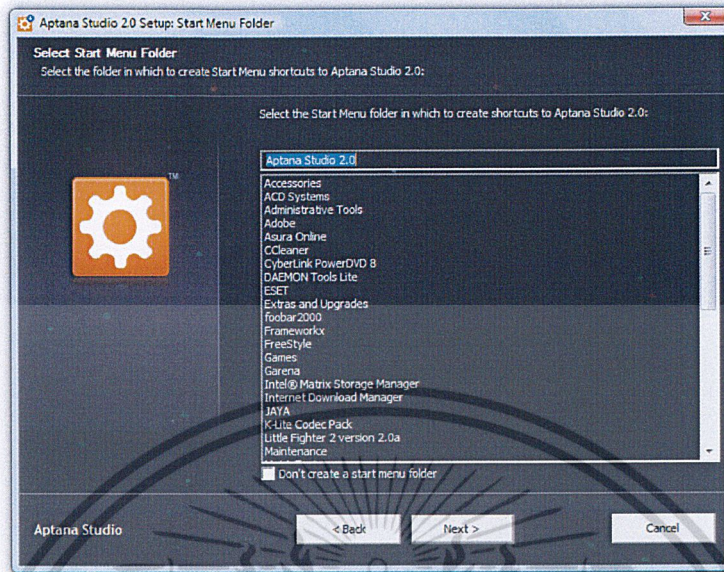 Aptana Studio 2.0 Setup: Start Menu Folder
Select Start Menu Folder
Select the folder in which to create Start Menu shortcuts to Aptana Studio 2.0:
Select the Start Menu folder in which to create shortcuts to Aptana Studio 2.0:
Aptana Studio 2.0
TM
Accessories
ACD Systems
Administrative Tools
Adobe
Asura Online
CCleaner
CyberLink PowerDVD 8
DAEMON Tools Lite
ESET
Extras and Upgrades
foobar2000
Frameworkx
FreeStyle
Games
Garena
Intel® Matrix Storage Manager
Internet Download Manager
JAYA
K-Lite Codec Pack
Little Fighter 2 version 2.0a
Maintenance
Don't create a start menu folder
Aptana Studio
< Back
Next >
Cancel